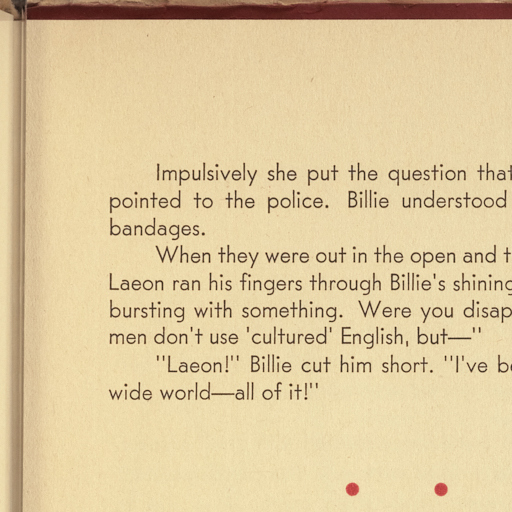 Impulsively she put the question that
pointed to the police. Billie understood
bandages.
When they were out in the open and t
Laeon ran his fingers through Billie's shining
bursting with something. Were you disap
men don't use 'cultured' English, but—"
"Laeon!" Billie cut him short. "I've be
wide world—all of it!"